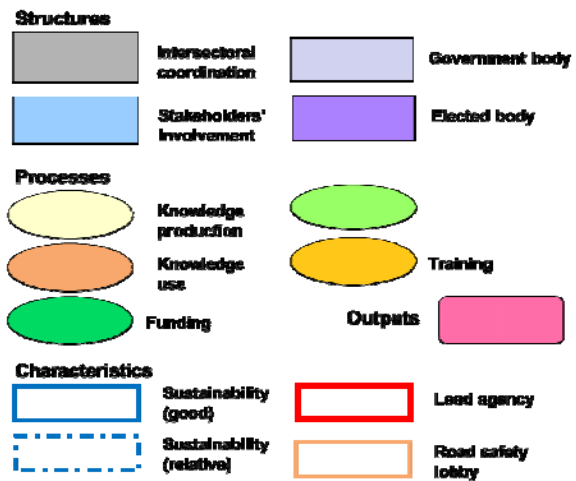 Structures
Intersectoral
coordination
Government body
Stakeholders'
Involvement
Elected body
Processes
Knowledge
production
Knowledge
use
Training
Funding
Outputs
Characteristics
Sustainability
(good)
Lead agency
Sustainability
(relative)
Road safety
lobby